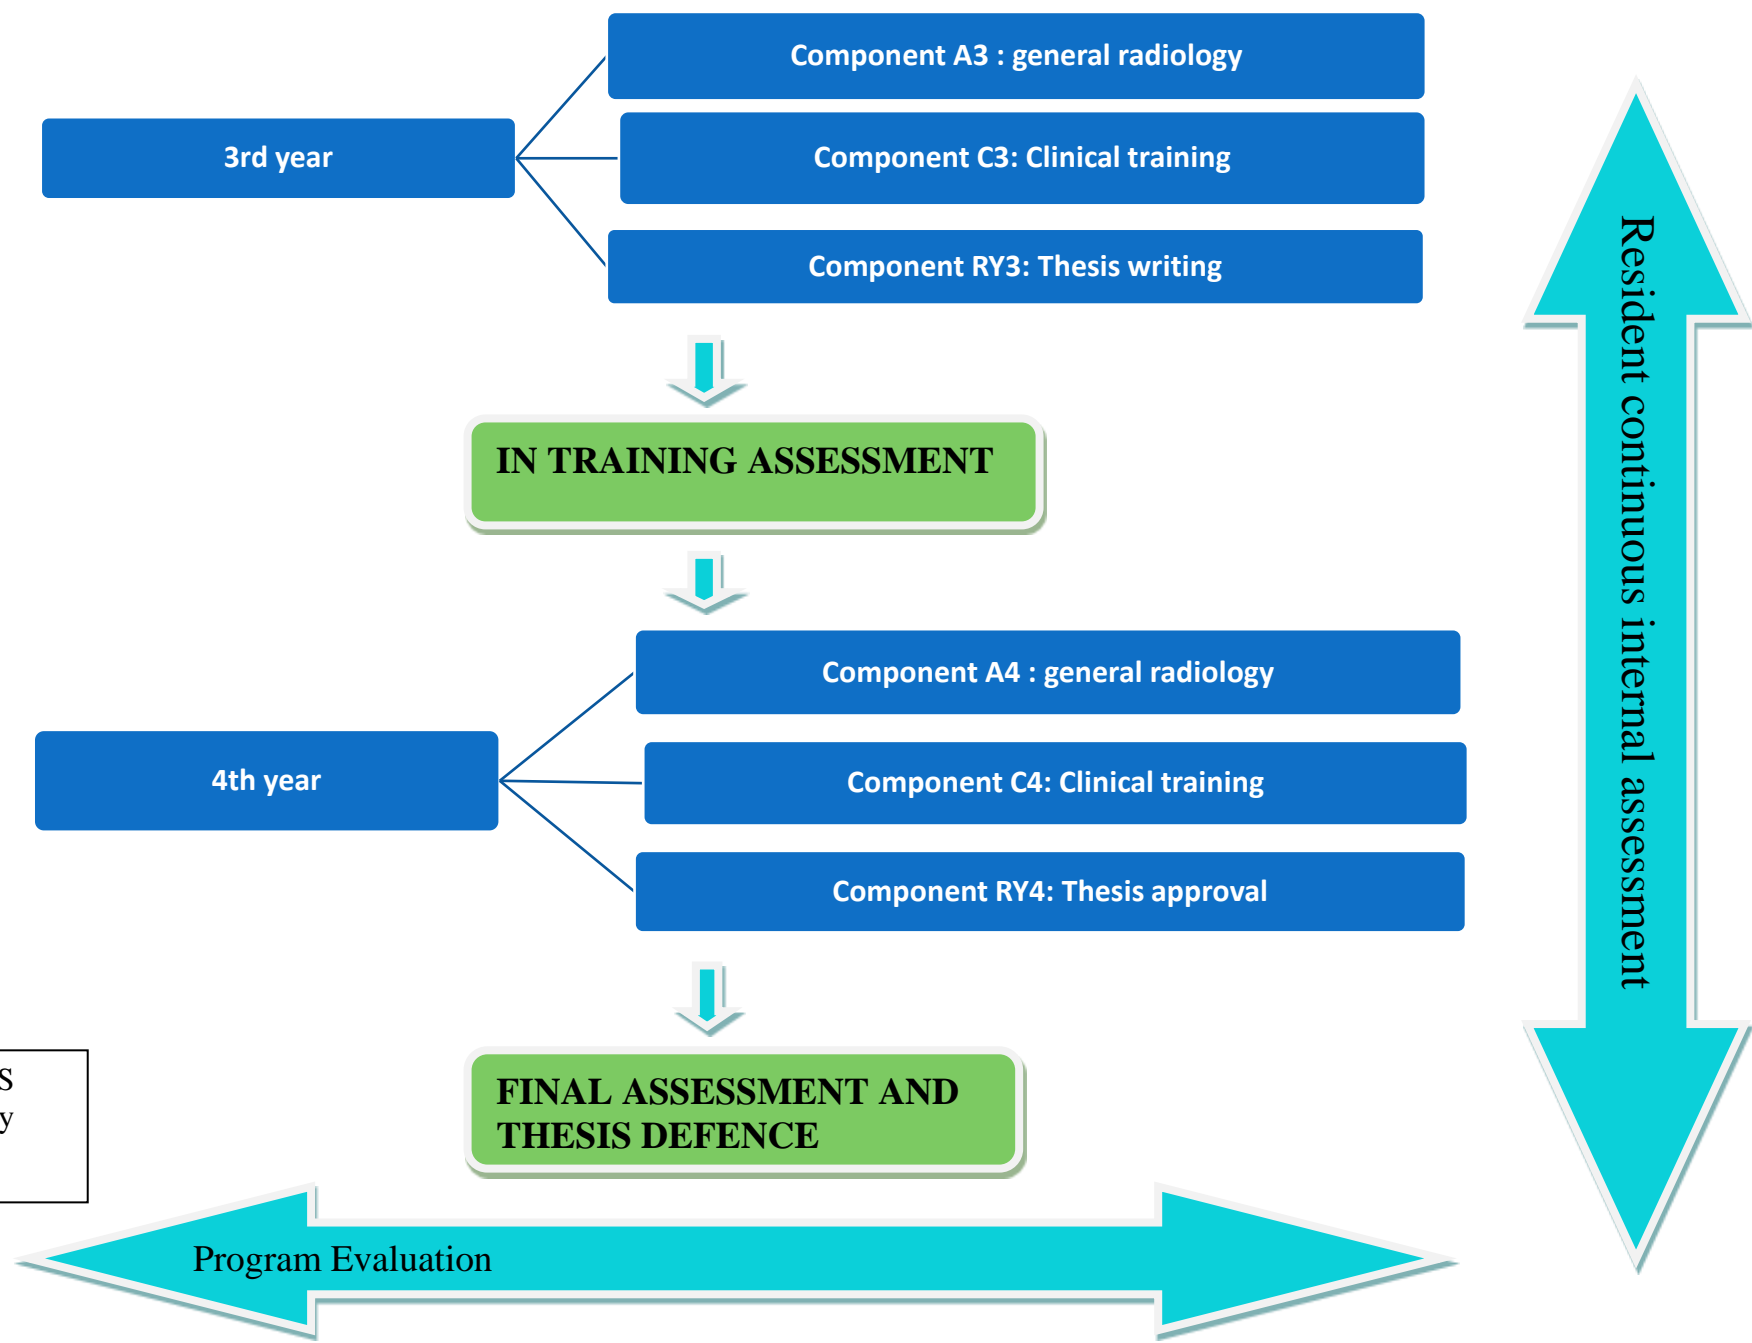 Component A3 : general radiology
3rd year
Component C3: Clinical training
Component RY3: Thesis writing
IN TRAINING ASSESSMENT
Component A4 : general radiology
4th year
Component C4: Clinical training
Component RY4: Thesis approval
FINAL ASSESSMENT AND
THESIS DEFENCE
Program Evaluation
Resident continuous internal assessment